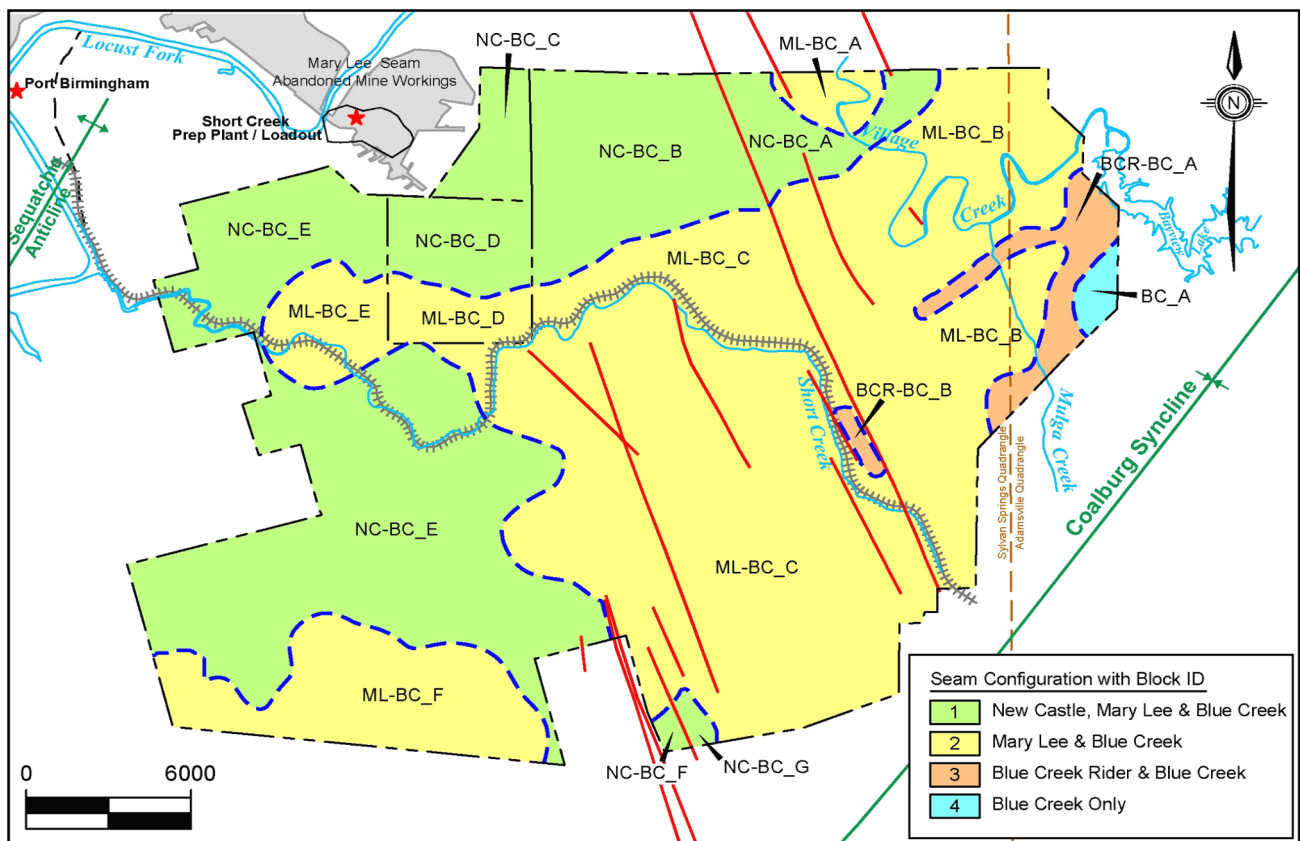 Locust Fork
Port Birmingham
Mary Lee Seam
Abandoned Mine Workings
Short Creek
Prep Plant / Loadout
Sequatchie
Anticline
NC-BC_C
ML-BC_A
NC-BC_B
NC-BC_A
Village
Creek
ML-BC_B
BCR-BC_A
Bayview
Lake
BC_A
NC-BC_E
NC-BC_D
ML-BC_C
ML-BC_E
ML-BC_D
ML-BC_B
BCR-BC_B
Short Creek
Mulga Creek
Coalburg Syncline
Sylvan Springs Quadrangle
Adamsville Quadrangle
NC-BC_E
ML-BC_C
ML-BC_F
NC-BC_F
NC-BC_G
N
0 6000
Seam Configuration with Block ID
1 New Castle, Mary Lee & Blue Creek
2 Mary Lee & Blue Creek
3 Blue Creek Rider & Blue Creek
4 Blue Creek Only